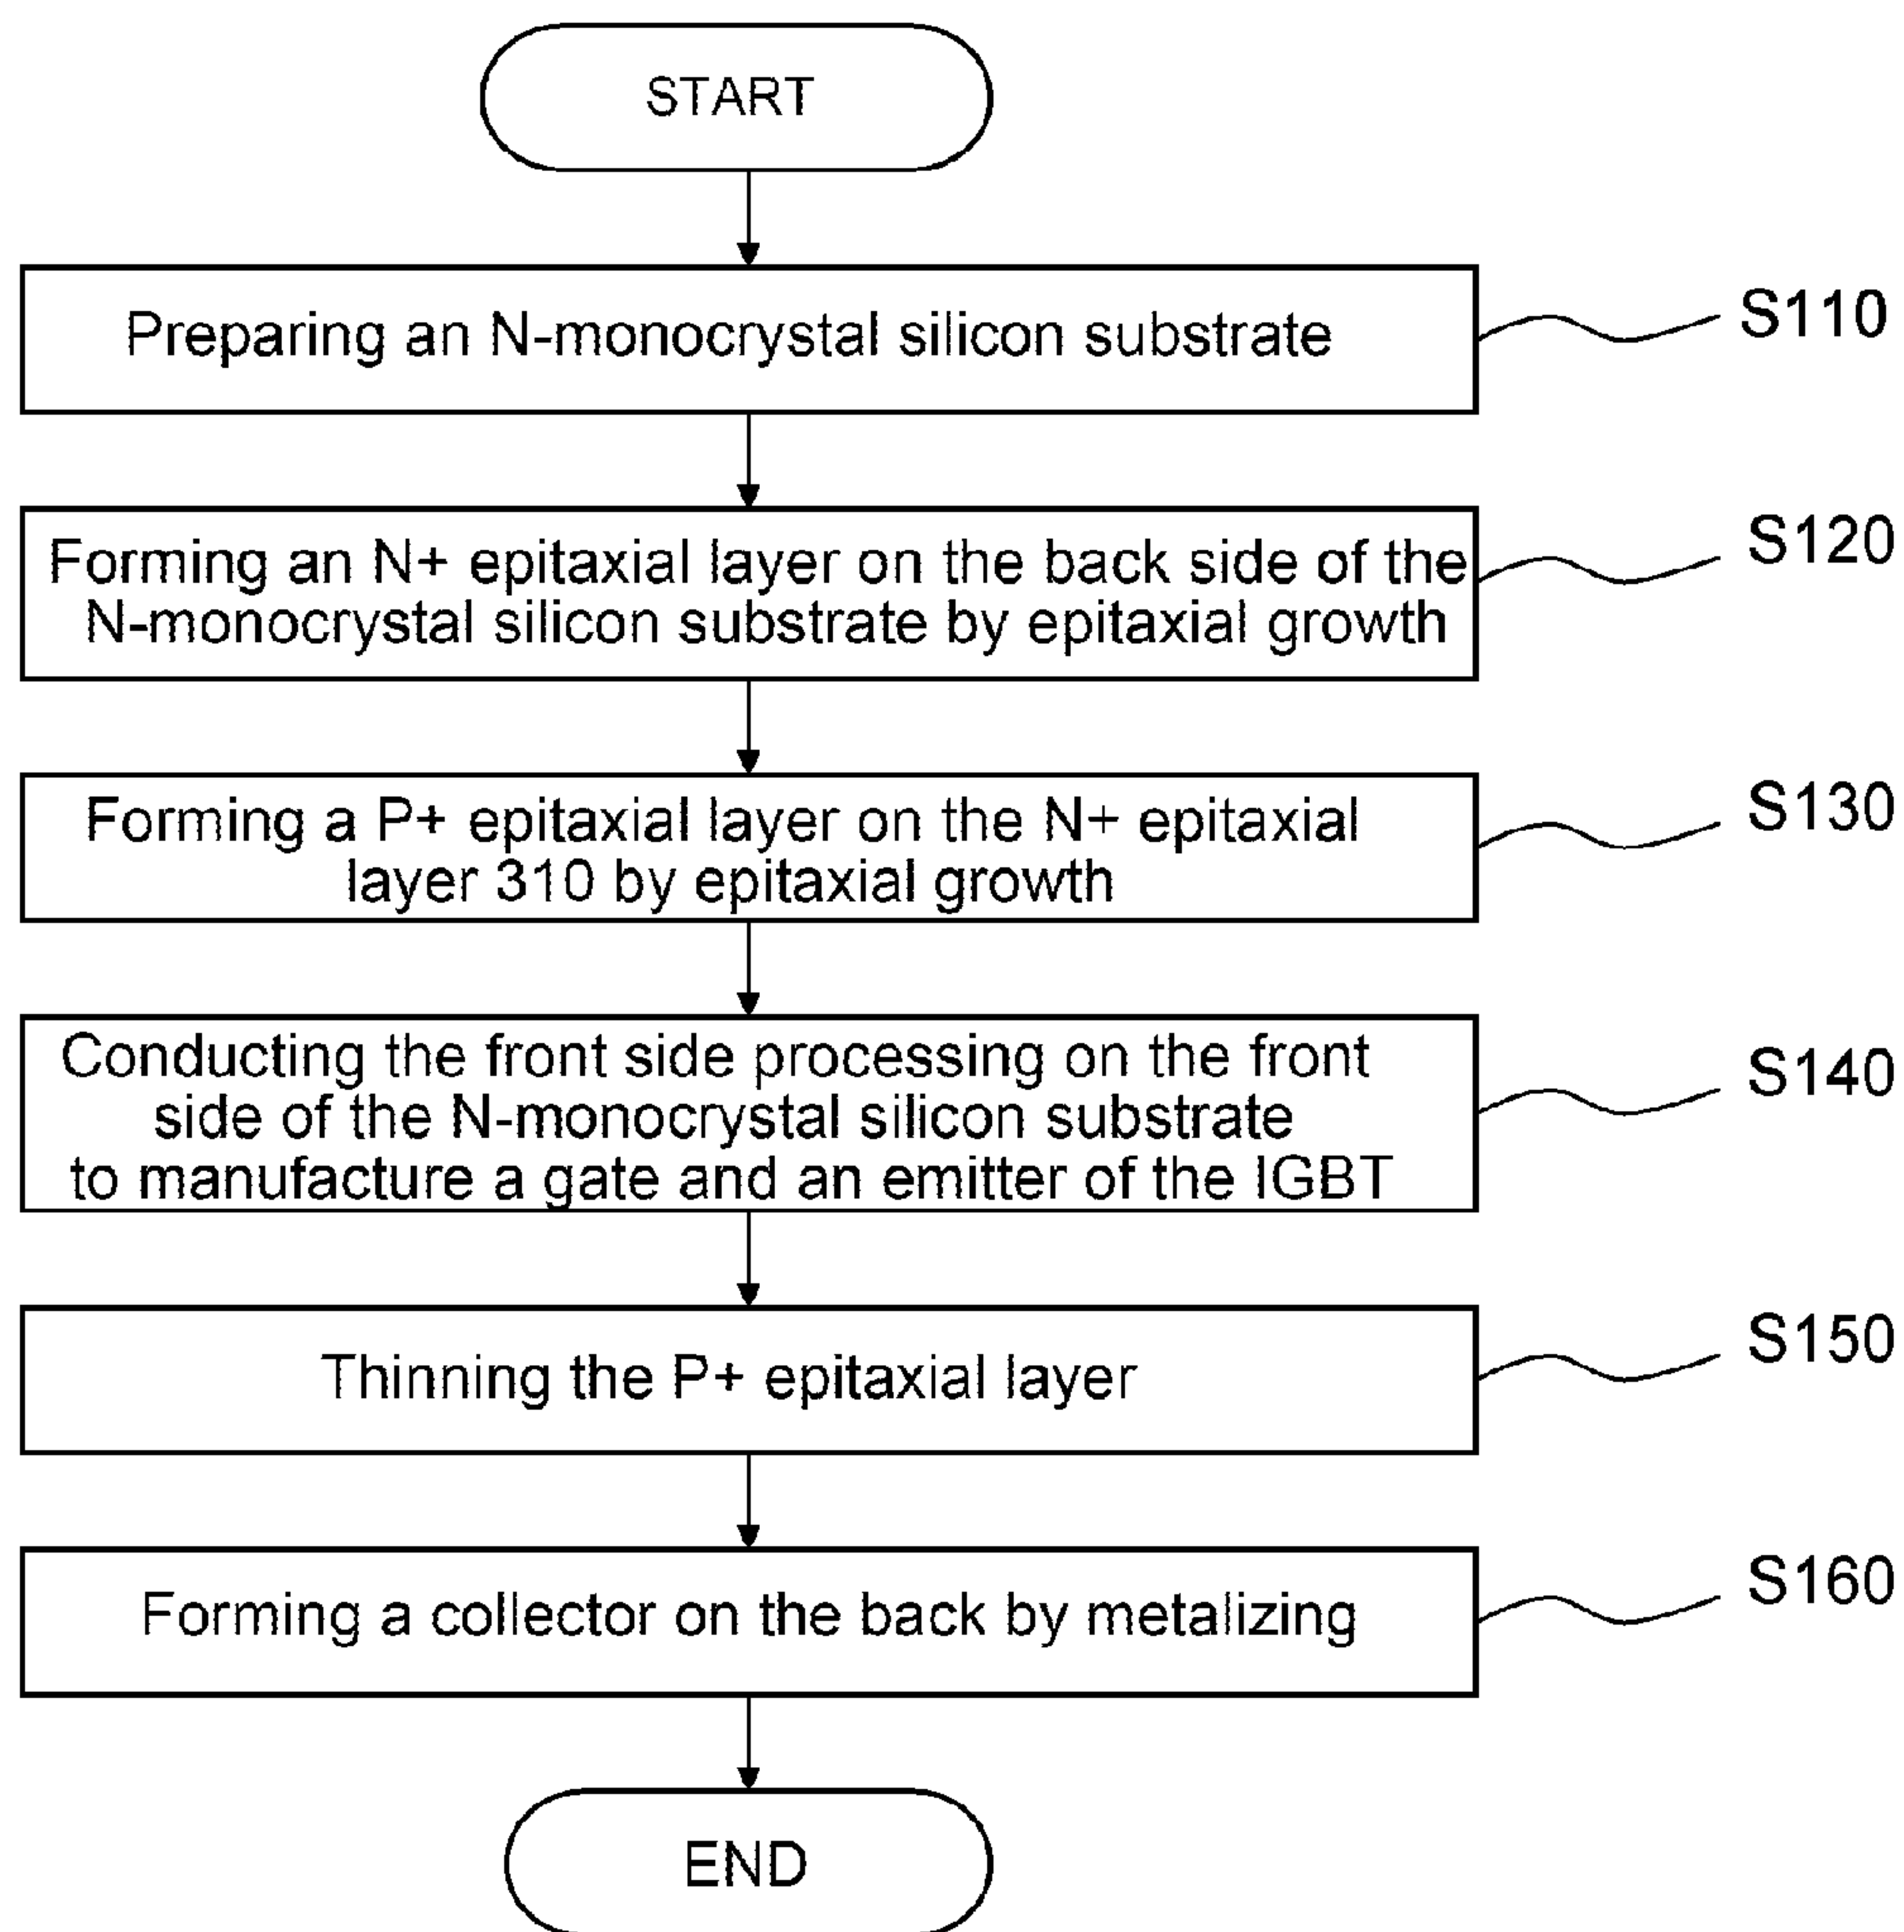 START
Preparing an N-monocrystal silicon substrate
S110
Forming an N+ epitaxial layer on the back side of the
N-monocrystal silicon substrate by epitaxial growth
S120
Forming a P+ epitaxial layer on the N+ epitaxial
layer 310 by epitaxial growth
S130
Conducting the front side processing on the front
side of the N-monocrystal silicon substrate
to manufacture a gate and an emitter of the IGBT
S140
Thinning the P+ epitaxial layer
S150
Forming a collector on the back by metalizing
S160
END